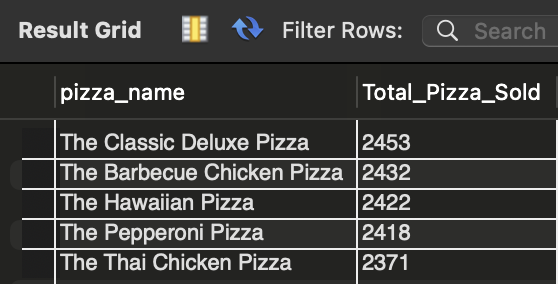 Result Grid Filter Rows: Search
pizza_name Total_Pizza_Sold
The Classic Deluxe Pizza 2453
The Barbecue Chicken Pizza 2432
The Hawaiian Pizza 2422
The Pepperoni Pizza 2418
The Thai Chicken Pizza 2371